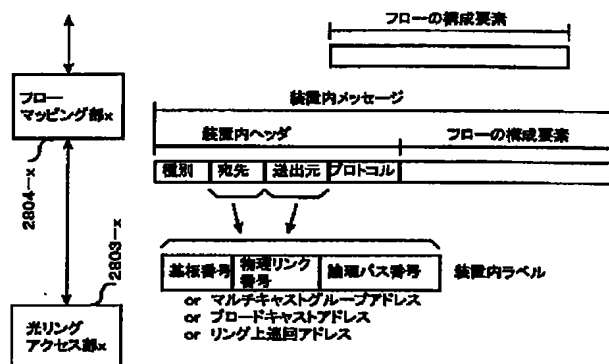 フローの構成要素
フロー
マッピング部x
2804-x
装置内メッセージ
装置内ヘッダ
フローの構成要素
種別
宛先
送出元
プロトコル
2803-x
基板番号
物理リンク
番号
論理パス番号
装置内ラベル
or マルチキャストグループアドレス
or ブロードキャストアドレス
or リング上巡回アドレス
光リング
アクセス部x